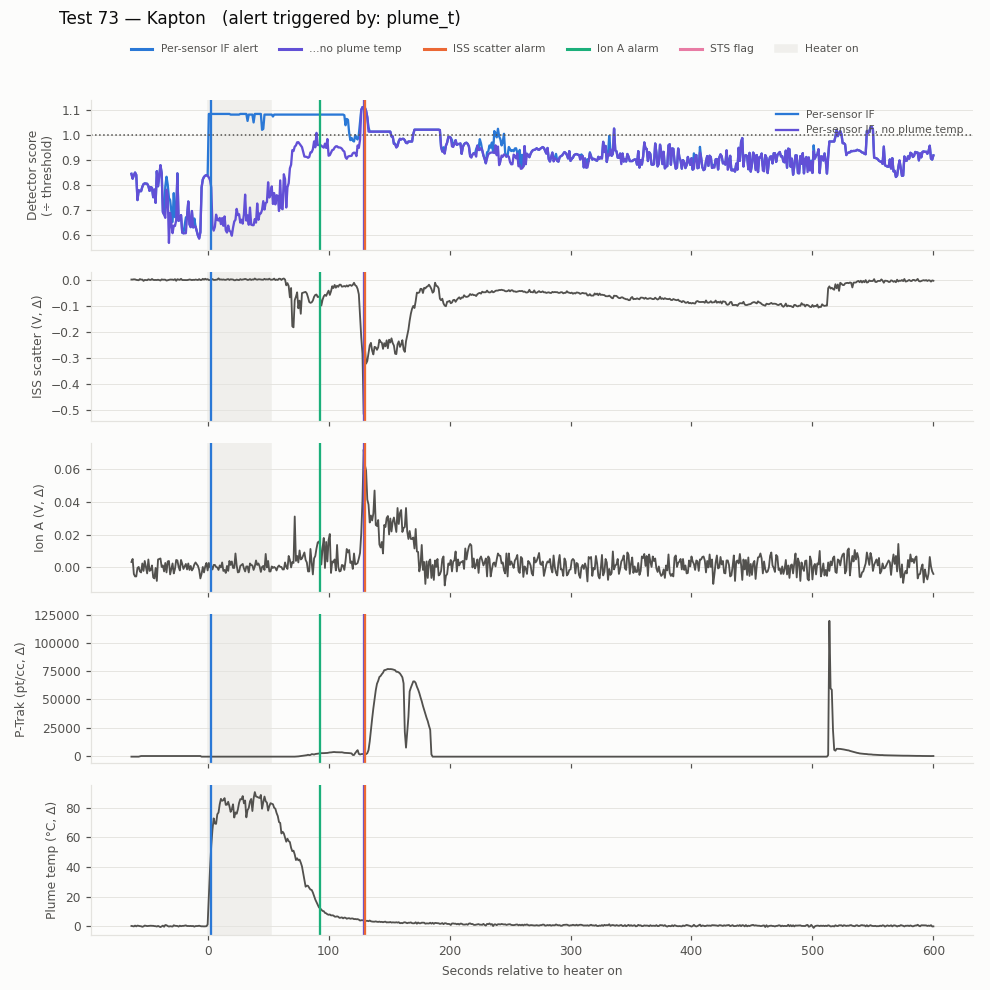 Test 73 — Kapton   (alert triggered by: plume_t)
Per-sensor IF alert
...no plume temp
ISS scatter alarm
Ion A alarm
STS flag
Heater on
Detector score
(÷ threshold)
1.1
1.0
0.9
0.8
0.7
0.6
Per-sensor IF
Per-sensor IF, no plume temp
ISS scatter (V, Δ)
0.0
−0.1
−0.2
−0.3
−0.4
−0.5
Ion A (V, Δ)
0.06
0.04
0.02
0.00
P-Trak (pt/cc, Δ)
125000
100000
75000
50000
25000
0
Plume temp (°C, Δ)
80
60
40
20
0
0
100
200
300
400
500
600
Seconds relative to heater on